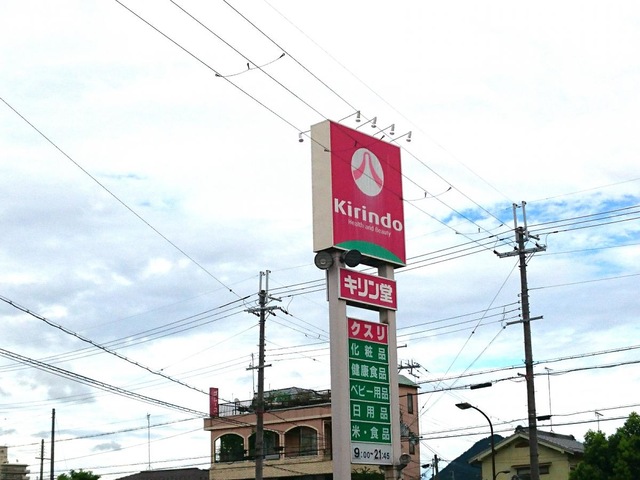 Kirindo
Health and Beauty
キリン堂
クスリ
化粧品
健康食品
ベビー用品
日用品
米・食品
9:00-21:45